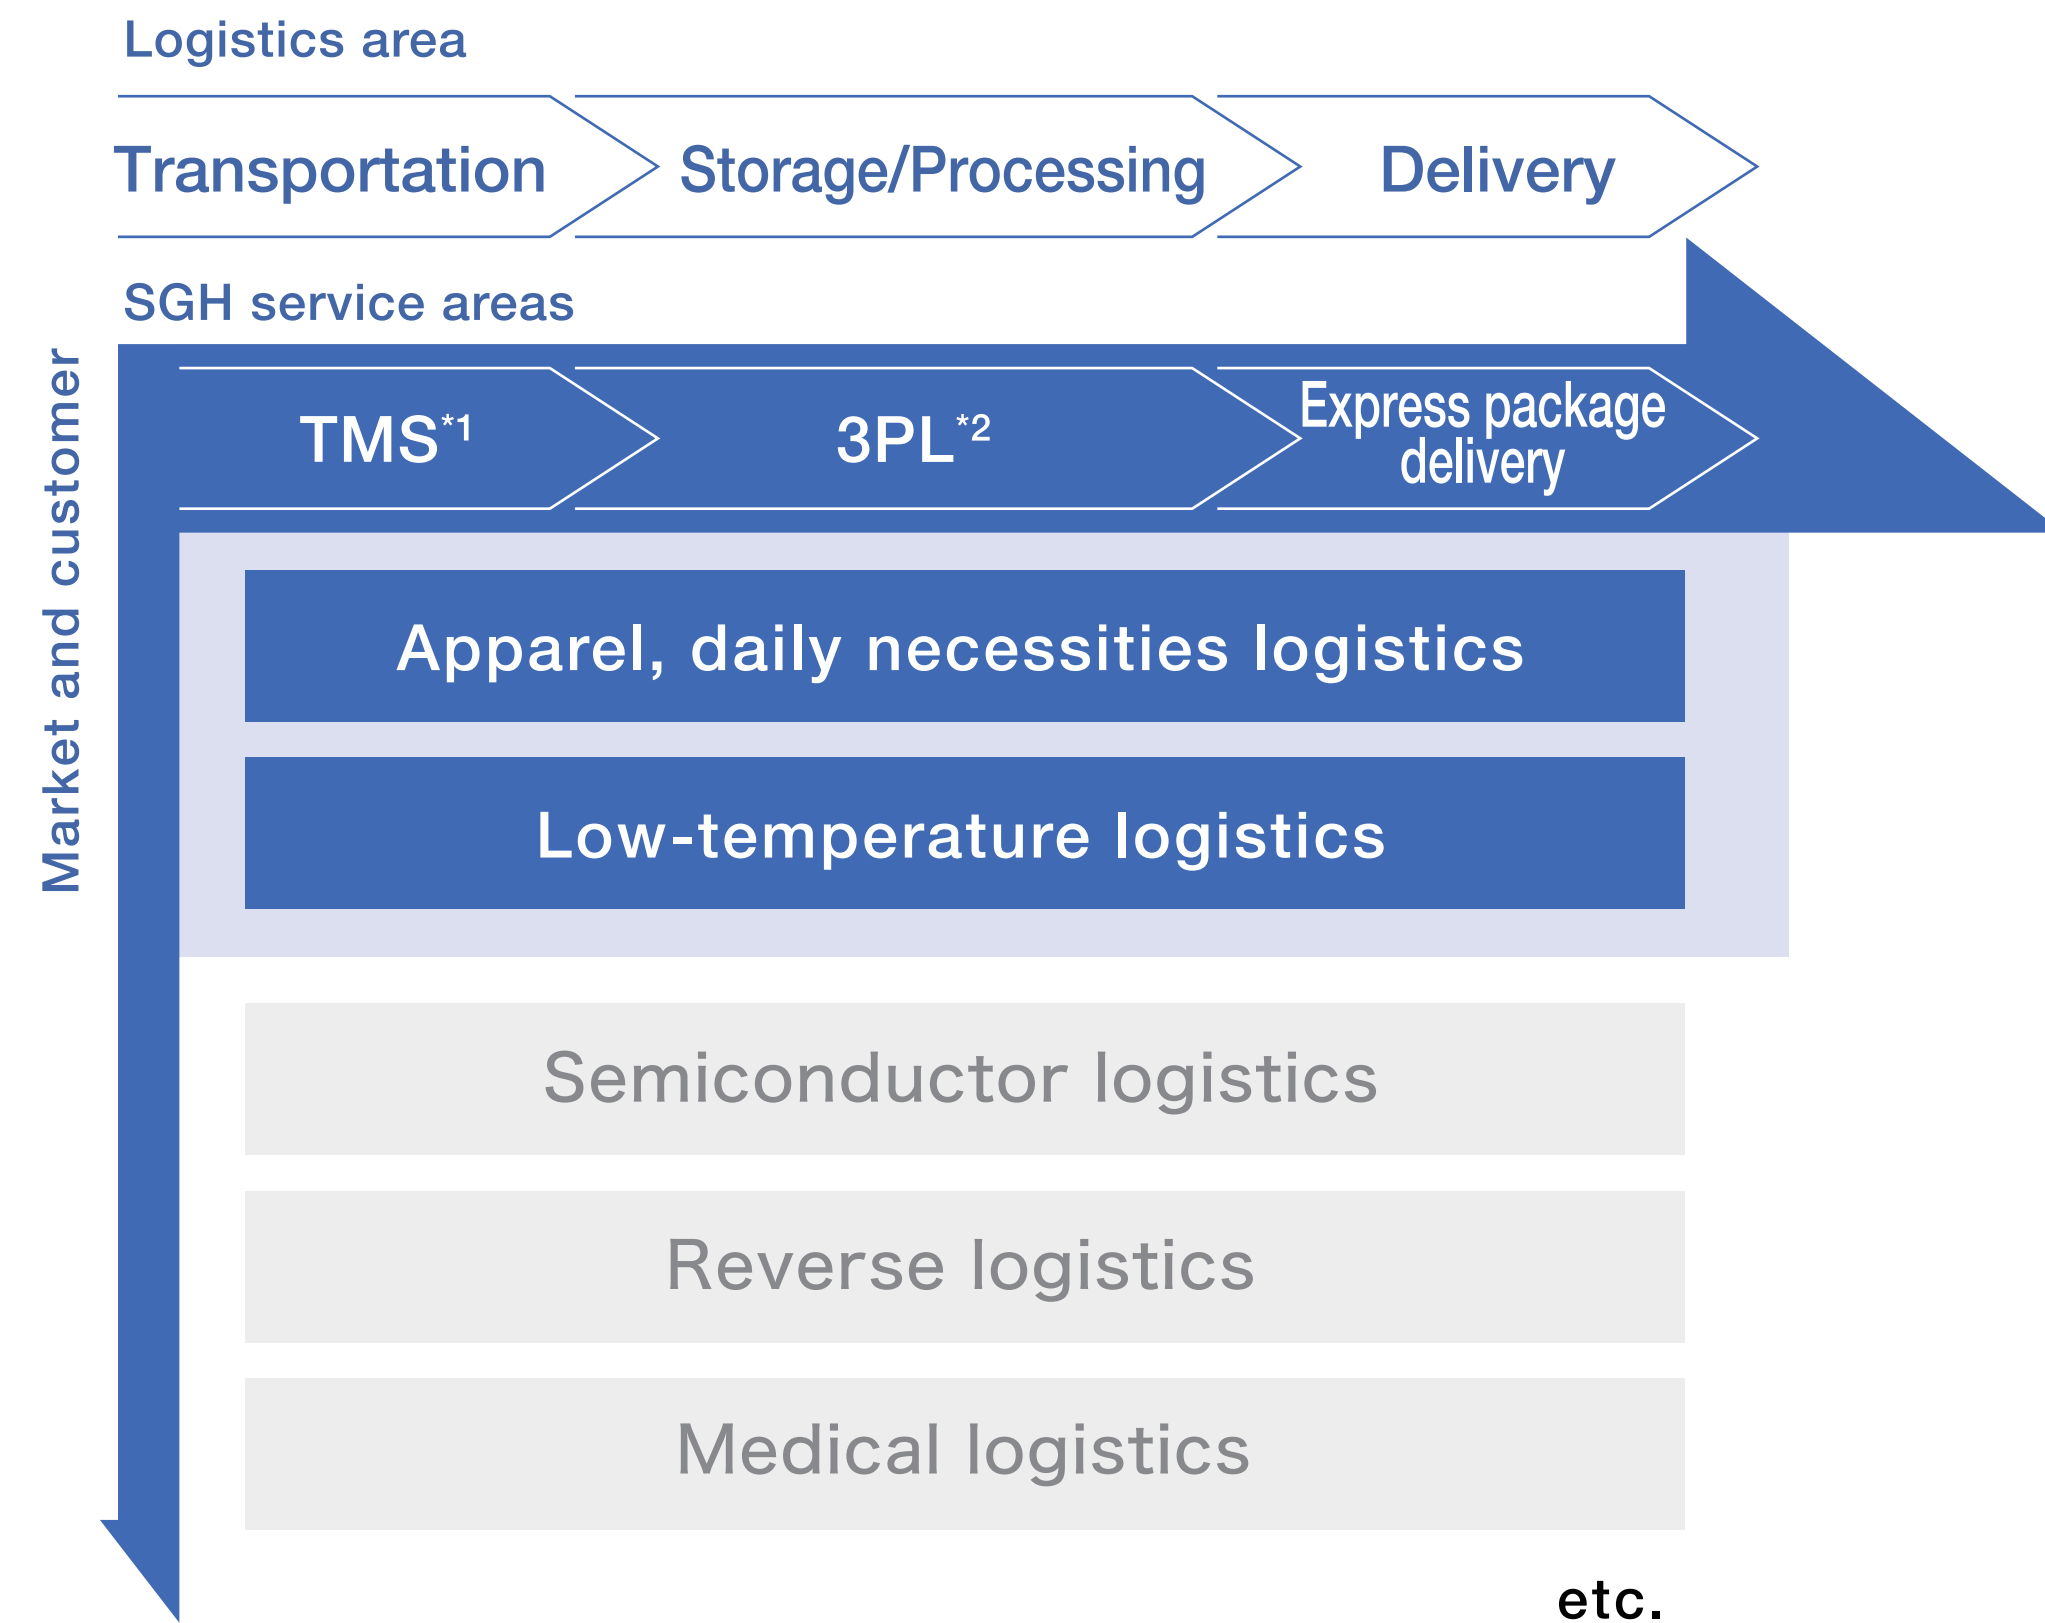 Logistics area
Transportation
Storage/Processing
Delivery
SGH service areas
Market and customer
TMS*1
3PL*2
Express package
delivery
Apparel, daily necessities logistics
Low-temperature logistics
Semiconductor logistics
Reverse logistics
Medical logistics
etc.